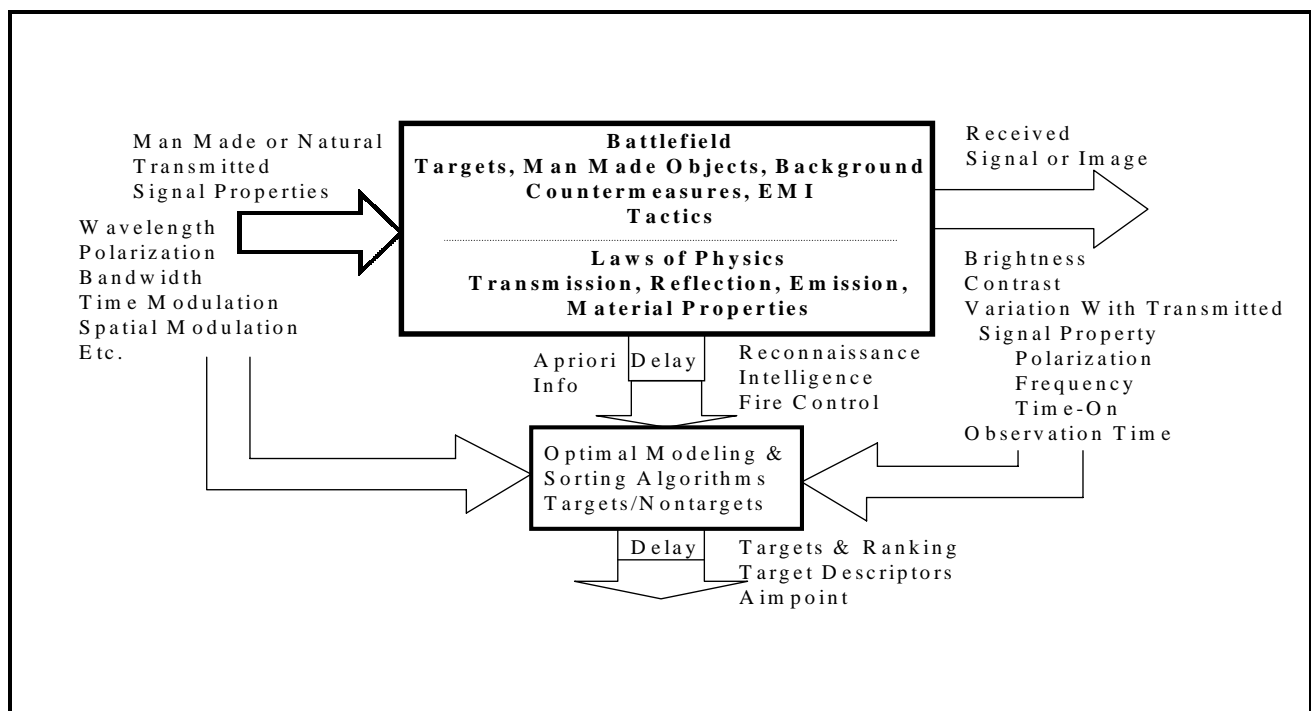 Man Made or Natural
Transmitted
Signal Properties
Wavelength
Polarization
Bandwidth
Time Modulation
Spatial Modulation
Etc.
Battlefield
Targets, Man Made Objects, Background
Countermeasures, EMI
Tactics
Laws of Physics
Transmission, Reflection, Emission,
Material Properties
Received
Signal or Image
Brightness
Contrast
Variation With Transmitted
Signal Property
Polarization
Frequency
Time-On
Observation Time
Apriori
Info
Delay
Reconnaissance
Intelligence
Fire Control
Optimal Modeling &
Sorting Algorithms
Targets/Nontargets
Delay
Targets & Ranking
Target Descriptors
Aimpoint